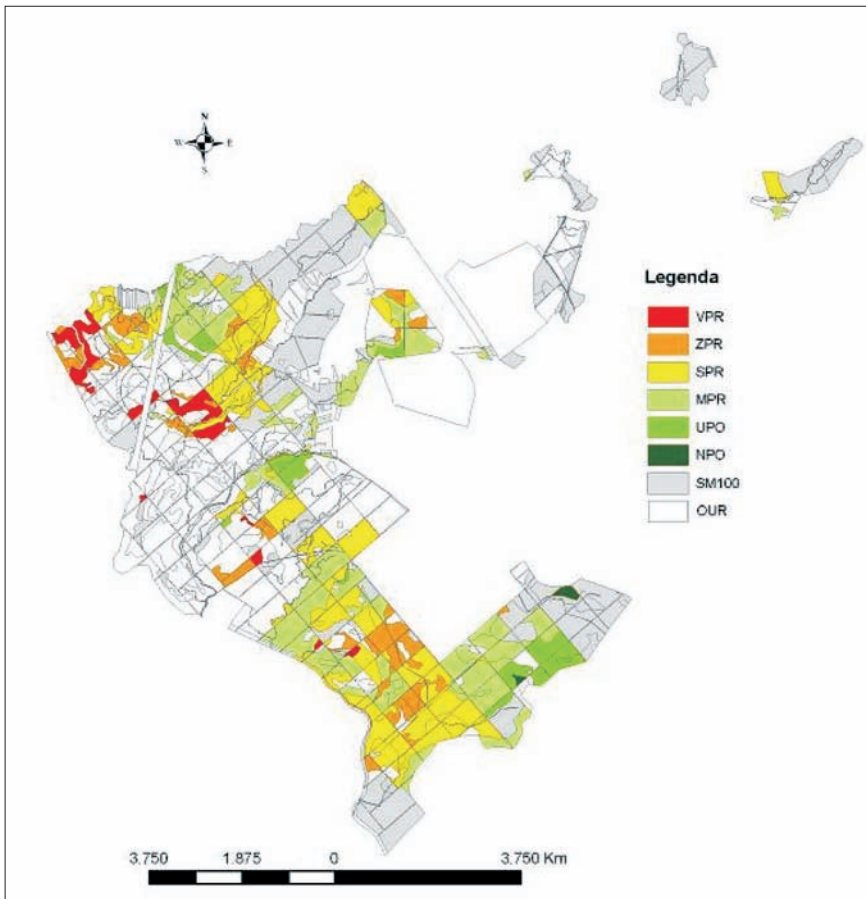 N
W E
S
Legenda
VPR
ZPR
SPR
MPR
UPO
NPO
SM100
OUR
3.750 1.875 0 3.750 Km